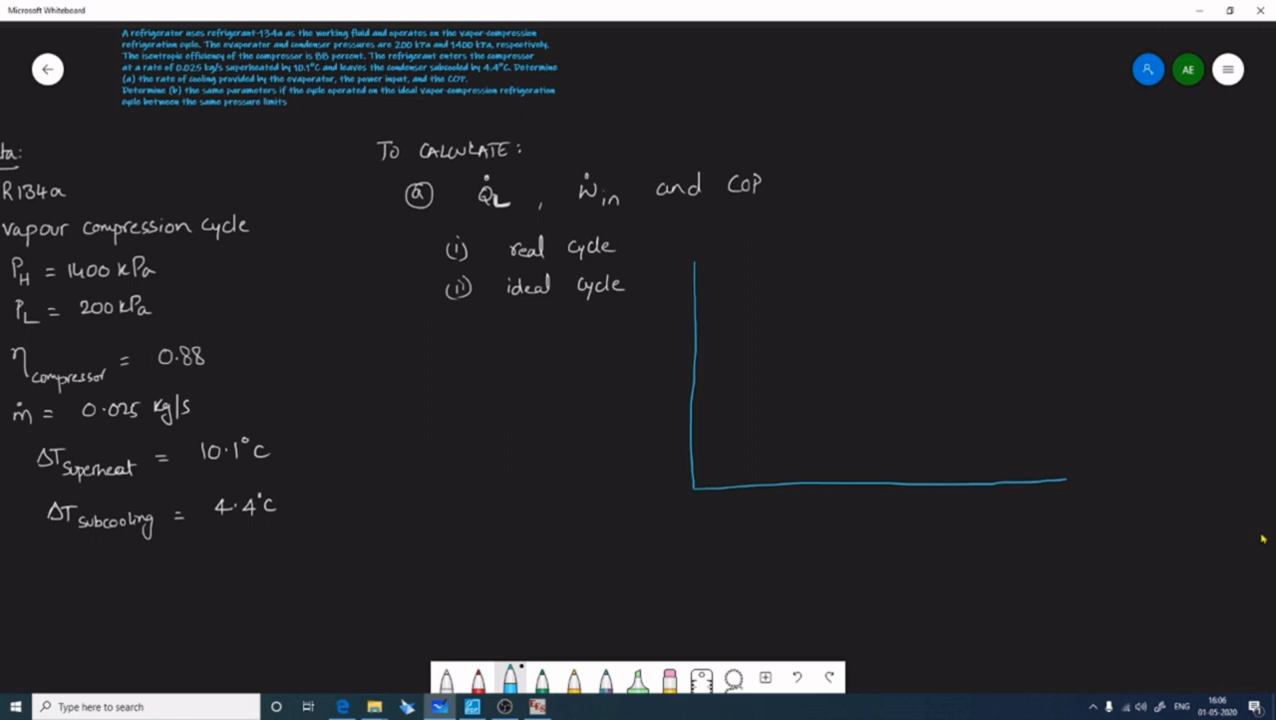 Microsoft Whiteboard
A refrigerator uses refrigerant-134a as the working fluid and operates on the vapor-compression
refrigeration cycle. The evaporator and condenser pressures are 200 kPa and 1400 kPa, respectively.
The isentropic efficiency of the compressor is 88 percent. The refrigerant enters the compressor
at a rate of 0.025 kg/s superheated by 10.1°C and leaves the condenser subcooled by 4.4°C. Determine
(a) the rate of cooling provided by the evaporator, the power input, and the COP.
Determine (b) the same parameters if the cycle operated on the ideal vapor-compression refrigeration
cycle between the same pressure limits
AE
ta:
R134a
vapour compression cycle
P_H = 1400 kPa
P_L = 200 kPa
η_compressor = 0.88
ṁ = 0.025 kg/s
ΔT_superheat = 10.1°C
ΔT_subcooling = 4.4°C
TO CALCULATE:
ⓐ Q̇_L , Ẇ_in and COP
(i) real cycle
(ii) ideal cycle
Type here to search
ENG
16:06
01-05-2020